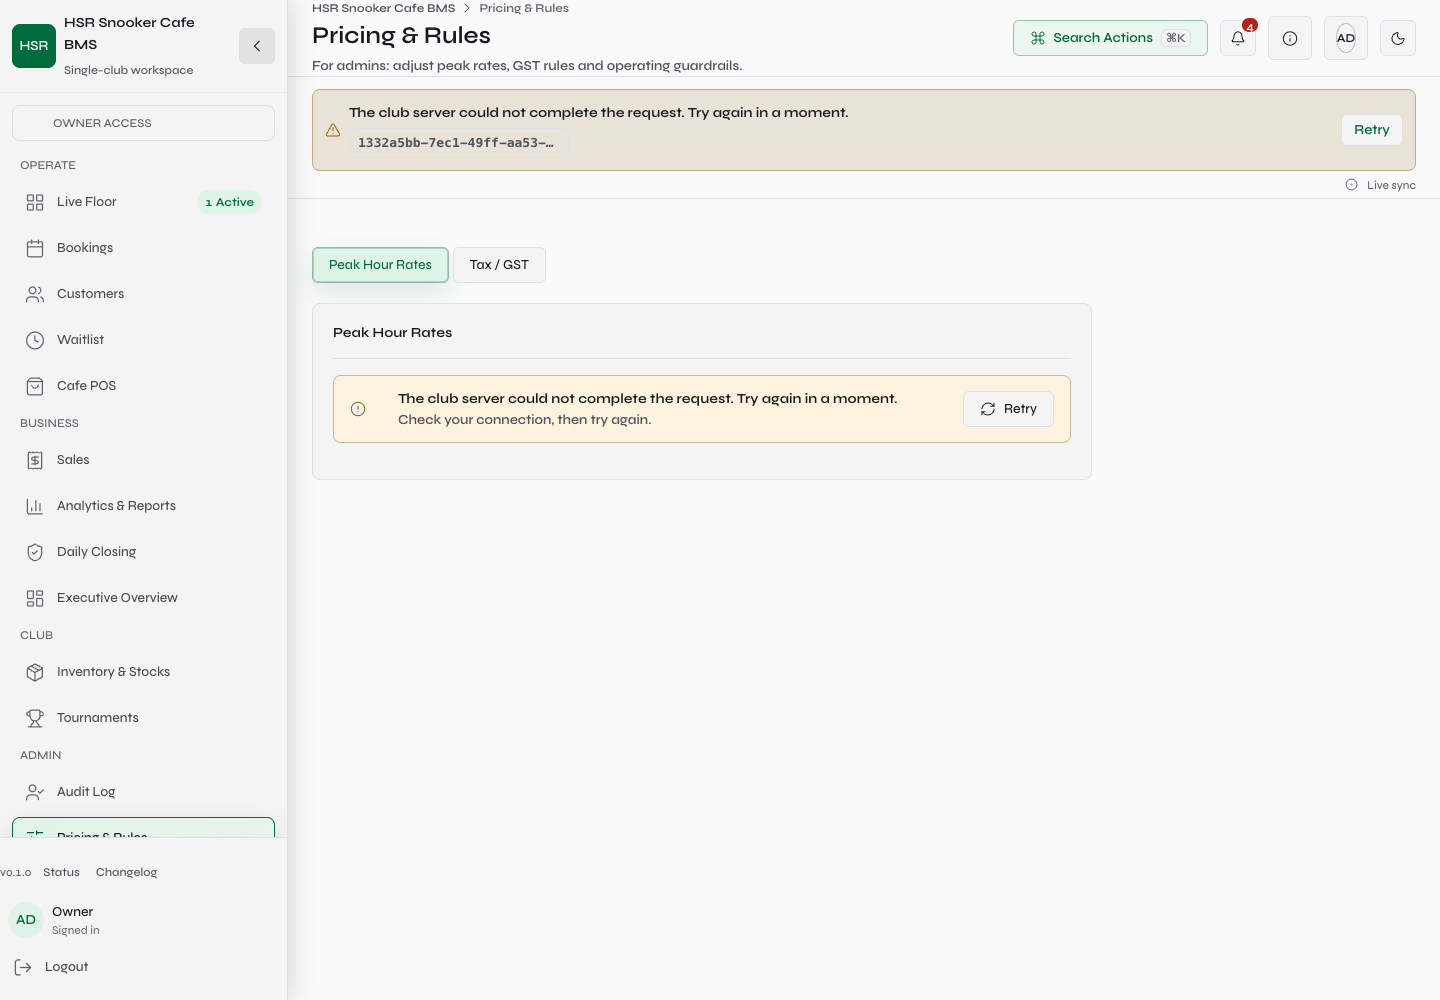 HSR
HSR Snooker Cafe
BMS
Single-club workspace
OWNER ACCESS
OPERATE
Live Floor
1 Active
Bookings
Customers
Waitlist
Cafe POS
BUSINESS
Sales
Analytics & Reports
Daily Closing
Executive Overview
CLUB
Inventory & Stocks
Tournaments
ADMIN
Audit Log
Pricing & Rules
v0.1.0 Status Changelog
AD
Owner
Signed in
Logout
HSR Snooker Cafe BMS > Pricing & Rules
Pricing & Rules
For admins: adjust peak rates, GST rules and operating guardrails.
Search Actions ⌘K
4
AD
The club server could not complete the request. Try again in a moment.
1332a5bb-7ec1-49ff-aa53-…
Retry
Live sync
Peak Hour Rates
Tax / GST
Peak Hour Rates
The club server could not complete the request. Try again in a moment.
Check your connection, then try again.
Retry